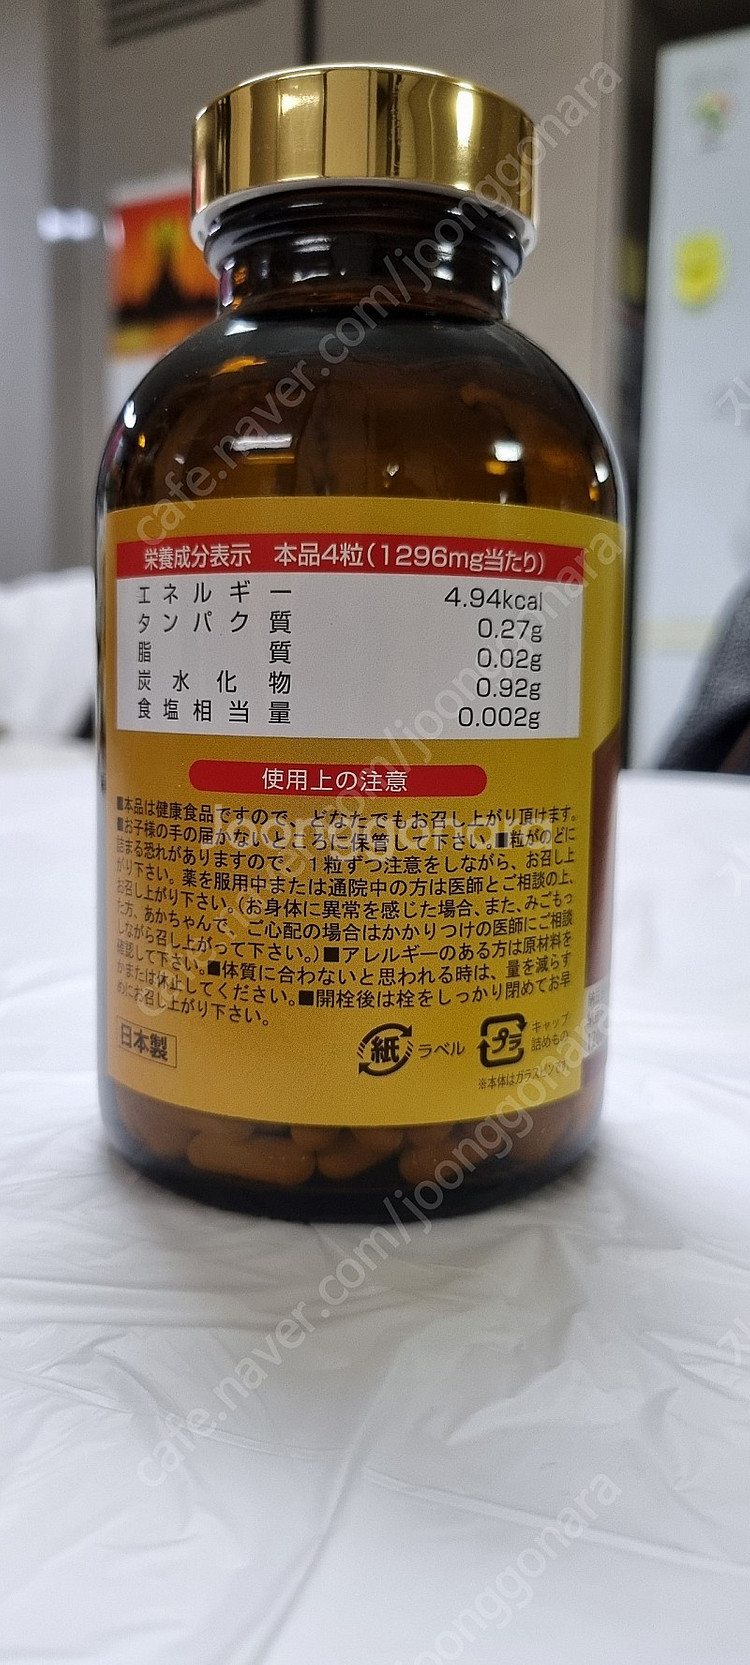 栄養成分表示 本品4粒(1296mg当たり)
エネルギー 4.94kcal
タンパク質 0.27g
脂質 0.02g
炭水化物 0.92g
食塩相当量 0.002g
使用上の注意
■本品は健康食品ですので、どなたでもお召し上がり頂けます。
■お子様の手の届かないところに保管して下さい。■粒がのどに
詰まる恐れがありますので、1粒ずつ注意をしながら、お召し上
がり下さい。薬を服用中または通院中の方は医師とご相談の上、
お召し上がり下さい。(お身体に異常を感じた場合、また、みごもっ
た方、あかちゃんで、ご心配の場合はかかりつけの医師にご相談
しながら召し上がって下さい。)■アレルギーのある方は原材料を
確認して下さい。■体質に合わないと思われる時は、量を減らす
かまたは休止してください。■開栓後は栓をしっかり閉めてお早
めにお召し上がり下さい。
日本製
紙 ラベル
プラ キャップ
詰めもの
※本体はガラスビンです
cafe.naver.com/joonggonara
joonggonara
cafe.naver.com/joonggonara
cafe.naver.com/joonggonara
joonggonara